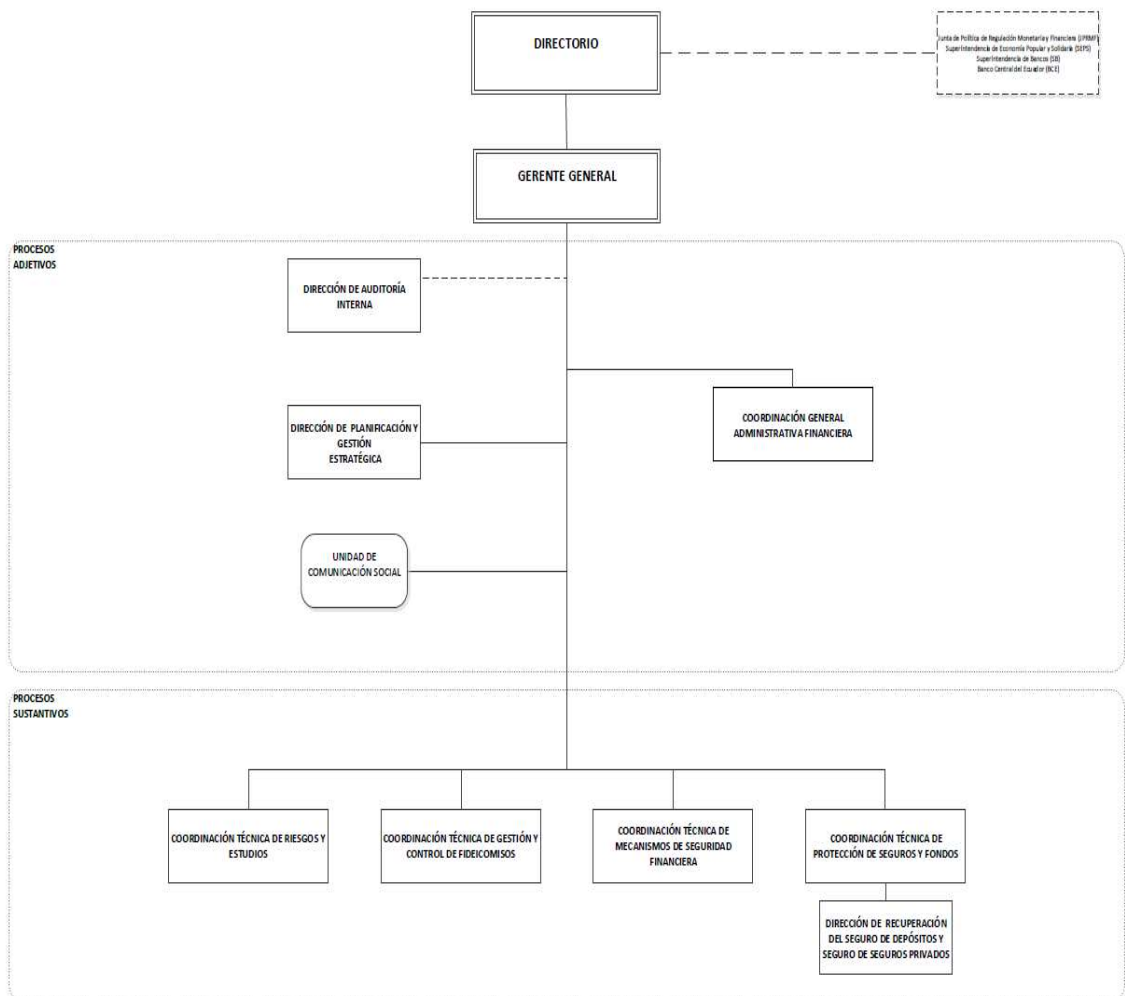 DIRECTORIO
Junta de Política de Regulación Monetaria y Financiera (JPRMF)
Superintendencia de Economía Popular y Solidaria (SEPS)
Superintendencia de Bancos (SB)
Banco Central del Ecuador (BCE)
GERENTE GENERAL
PROCESOS
ADJETIVOS
DIRECCIÓN DE AUDITORÍA
INTERNA
COORDINACIÓN GENERAL
ADMINISTRATIVA FINANCIERA
DIRECCIÓN DE PLANIFICACIÓN Y
GESTIÓN
ESTRATÉGICA
UNIDAD DE
COMUNICACIÓN SOCIAL
PROCESOS
SUSTANTIVOS
COORDINACIÓN TÉCNICA DE RIESGOS Y
ESTUDIOS
COORDINACIÓN TÉCNICA DE GESTIÓN Y
CONTROL DE FIDEICOMISOS
COORDINACIÓN TÉCNICA DE
MECANISMOS DE SEGURIDAD
FINANCIERA
COORDINACIÓN TÉCNICA DE
PROTECCIÓN DE SEGUROS Y FONDOS
DIRECCIÓN DE RECUPERACIÓN
DEL SEGURO DE DEPÓSITOS Y
SEGURO DE SEGUROS PRIVADOS